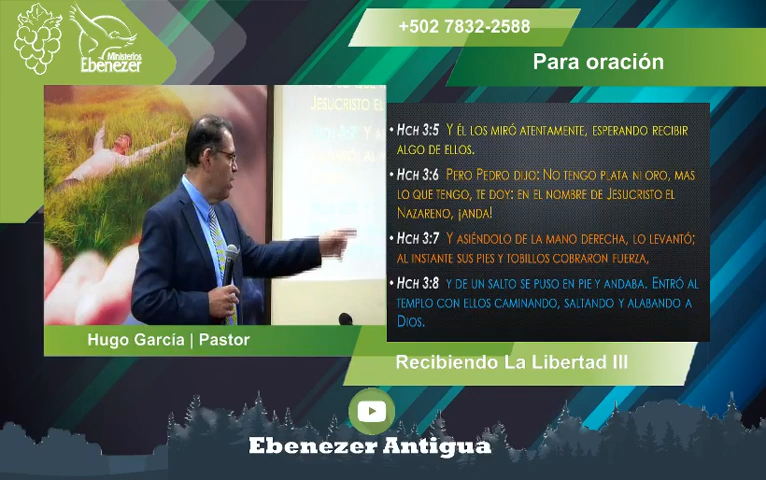 +502 7832-2588
Ministerios
Ebenezer
Para oración
JESUCRISTO EL
• HCH 3:5 Y ÉL LOS MIRÓ ATENTAMENTE, ESPERANDO RECIBIR
ALGO DE ELLOS.
• HCH 3:6 PERO PEDRO DIJO: NO TENGO PLATA NI ORO, MAS
LO QUE TENGO, TE DOY: EN EL NOMBRE DE JESUCRISTO EL
NAZARENO, ¡ANDA!
• HCH 3:7 Y ASIÉNDOLO DE LA MANO DERECHA, LO LEVANTÓ;
AL INSTANTE SUS PIES Y TOBILLOS COBRARON FUERZA,
• HCH 3:8 Y DE UN SALTO SE PUSO EN PIE Y ANDABA. ENTRÓ AL
TEMPLO CON ELLOS CAMINANDO, SALTANDO Y ALABANDO A
DIOS.
Hugo García | Pastor
Recibiendo La Libertad III
Ebenezer Antigua